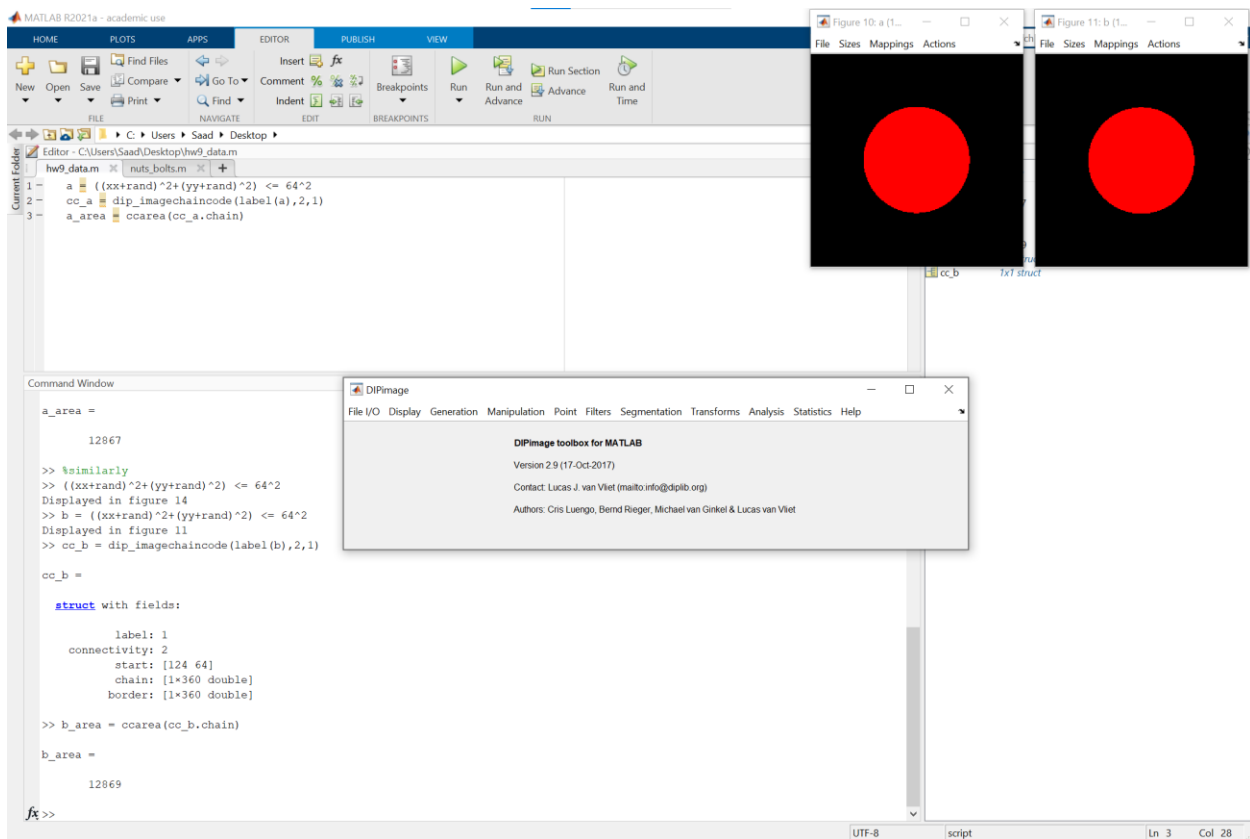 MATLAB R2021a - academic use
HOME PLOTS APPS EDITOR PUBLISH VIEW
New Open Save Find Files Compare Print
Go To Find
Insert fx
Comment
Indent
Breakpoints
Run Run and Advance Run Section Advance Run and Time
FILE NAVIGATE EDIT BREAKPOINTS RUN
C: Users Saad Desktop
Current Folder
Editor - C:\Users\Saad\Desktop\hw9_data.m
hw9_data.m nuts_bolts.m +
1 - a = ((xx+rand)^2+(yy+rand)^2) <= 64^2
2 - cc_a = dip_imagechaincode(label(a),2,1)
3 - a_area = ccarea(cc_a.chain)
Figure 10: a (1...
File Sizes Mappings Actions
Figure 11: b (1...
File Sizes Mappings Actions
cc_b 1x1 struct
Command Window
a_area =
12867
>> %similarly
>> ((xx+rand)^2+(yy+rand)^2) <= 64^2
Displayed in figure 14
>> b = ((xx+rand)^2+(yy+rand)^2) <= 64^2
Displayed in figure 11
>> cc_b = dip_imagechaincode(label(b),2,1)
cc_b =
struct with fields:
label: 1
connectivity: 2
start: [124 64]
chain: [1×360 double]
border: [1×360 double]
>> b_area = ccarea(cc_b.chain)
b_area =
12869
fx >>
DIPimage
File I/O Display Generation Manipulation Point Filters Segmentation Transforms Analysis Statistics Help
DIPimage toolbox for MATLAB
Version 2.9 (17-Oct-2017)
Contact: Lucas J. van Vliet (mailto:info@diplib.org)
Authors: Cris Luengo, Bernd Rieger, Michael van Ginkel & Lucas van Vliet
UTF-8 script Ln 3 Col 28